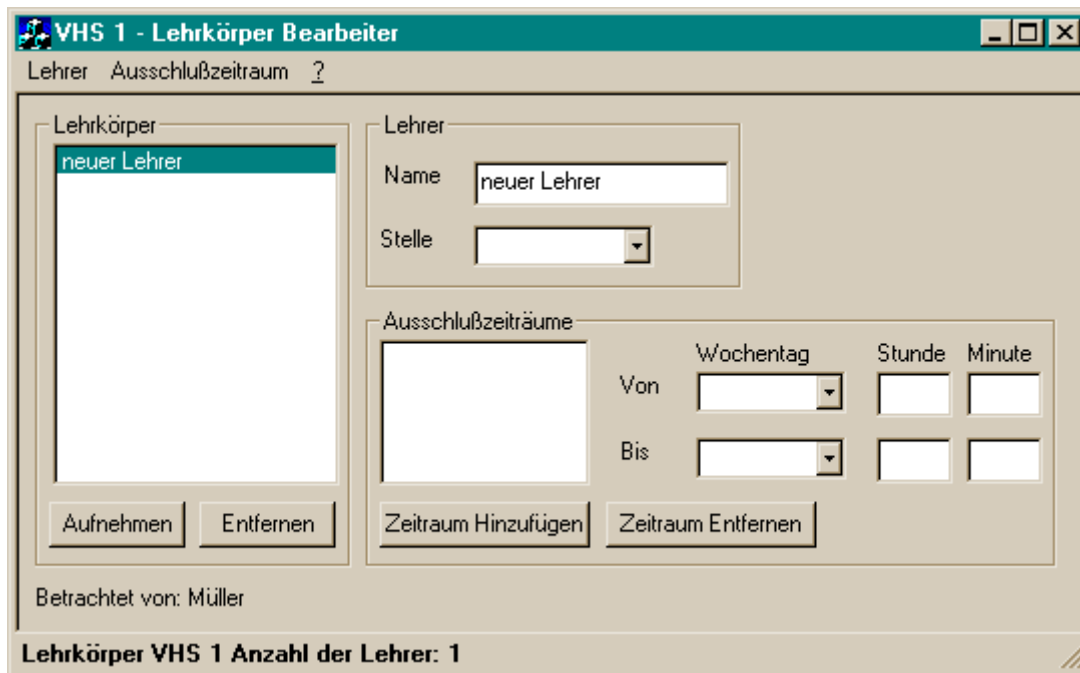 VHS 1 - Lehrkörper Bearbeiter
Lehrer Ausschlußzeitraum ?
Lehrkörper
neuer Lehrer
Aufnehmen Entfernen
Lehrer
Name neuer Lehrer
Stelle
Ausschlußzeiträume
Wochentag Stunde Minute
Von
Bis
Zeitraum Hinzufügen Zeitraum Entfernen
Betrachtet von: Müller
Lehrkörper VHS 1 Anzahl der Lehrer: 1